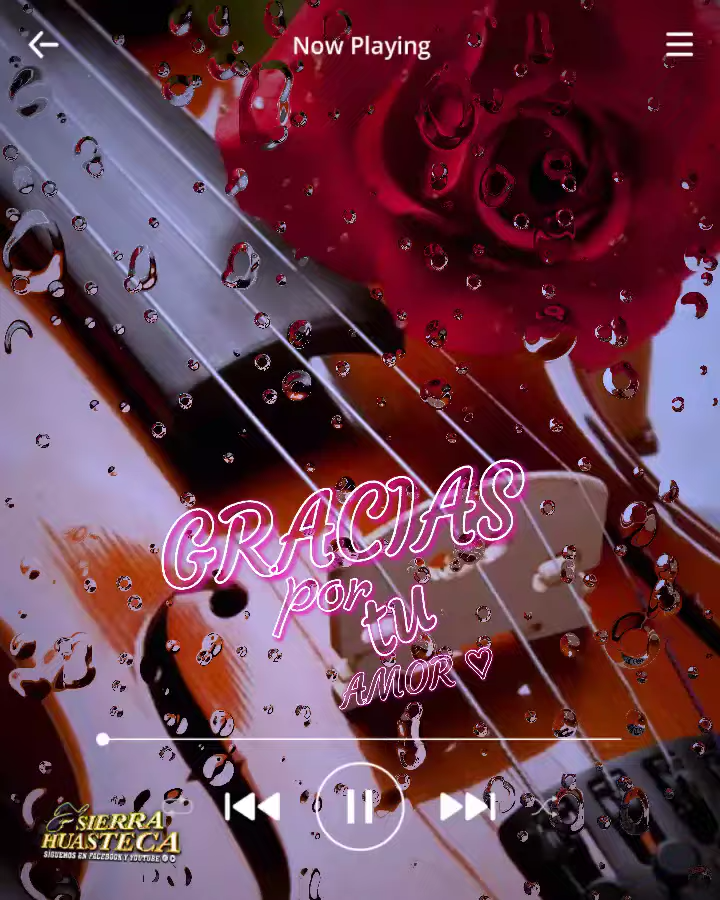 Now Playing
GRACIAS
por
tu
AMOR ♡
SIERRA
HUASTECA
SÍGUENOS EN FACEBOOK Y YOUTUBE